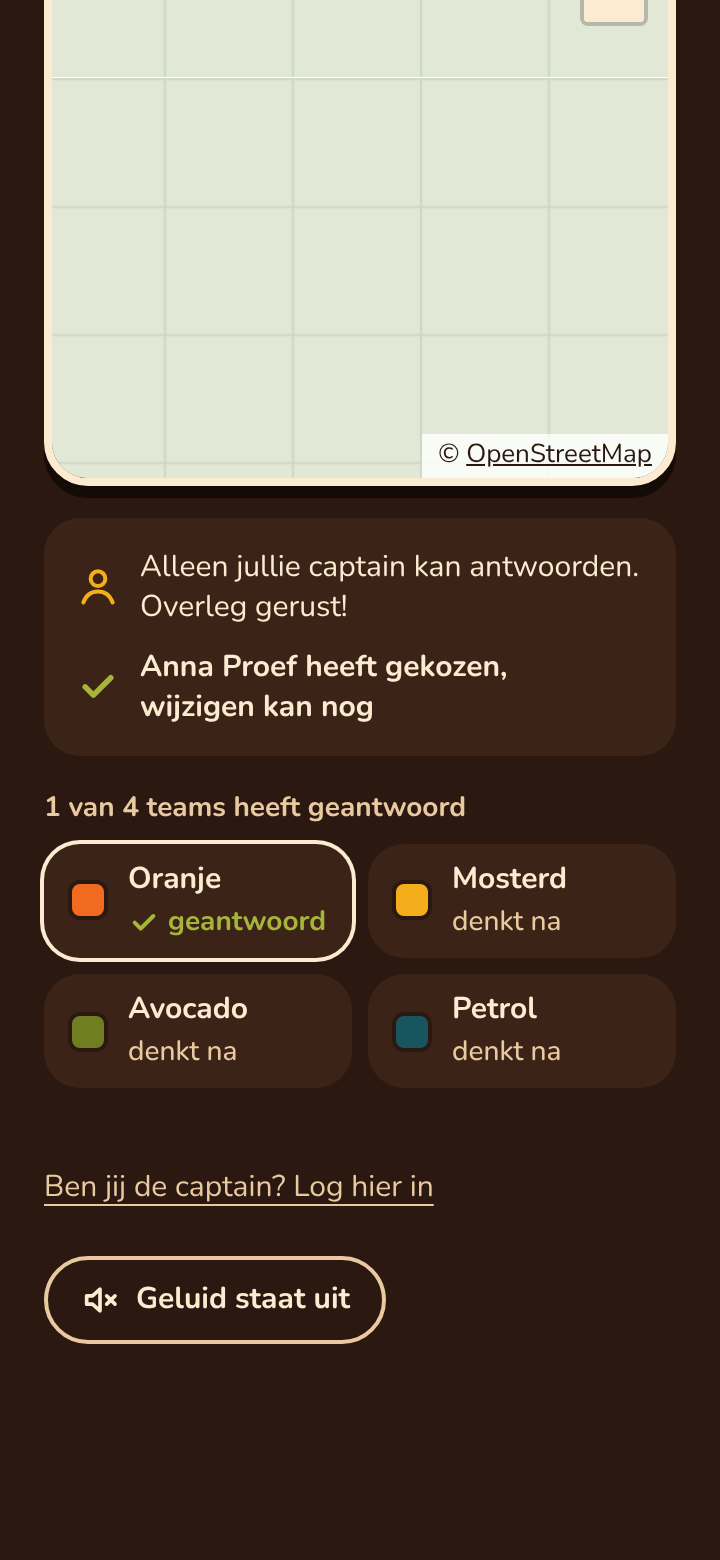 © OpenStreetMap
Alleen jullie captain kan antwoorden.
Overleg gerust!
Anna Proef heeft gekozen,
wijzigen kan nog
1 van 4 teams heeft geantwoord
Oranje
geantwoord
Mosterd
denkt na
Avocado
denkt na
Petrol
denkt na
Ben jij de captain? Log hier in
Geluid staat uit